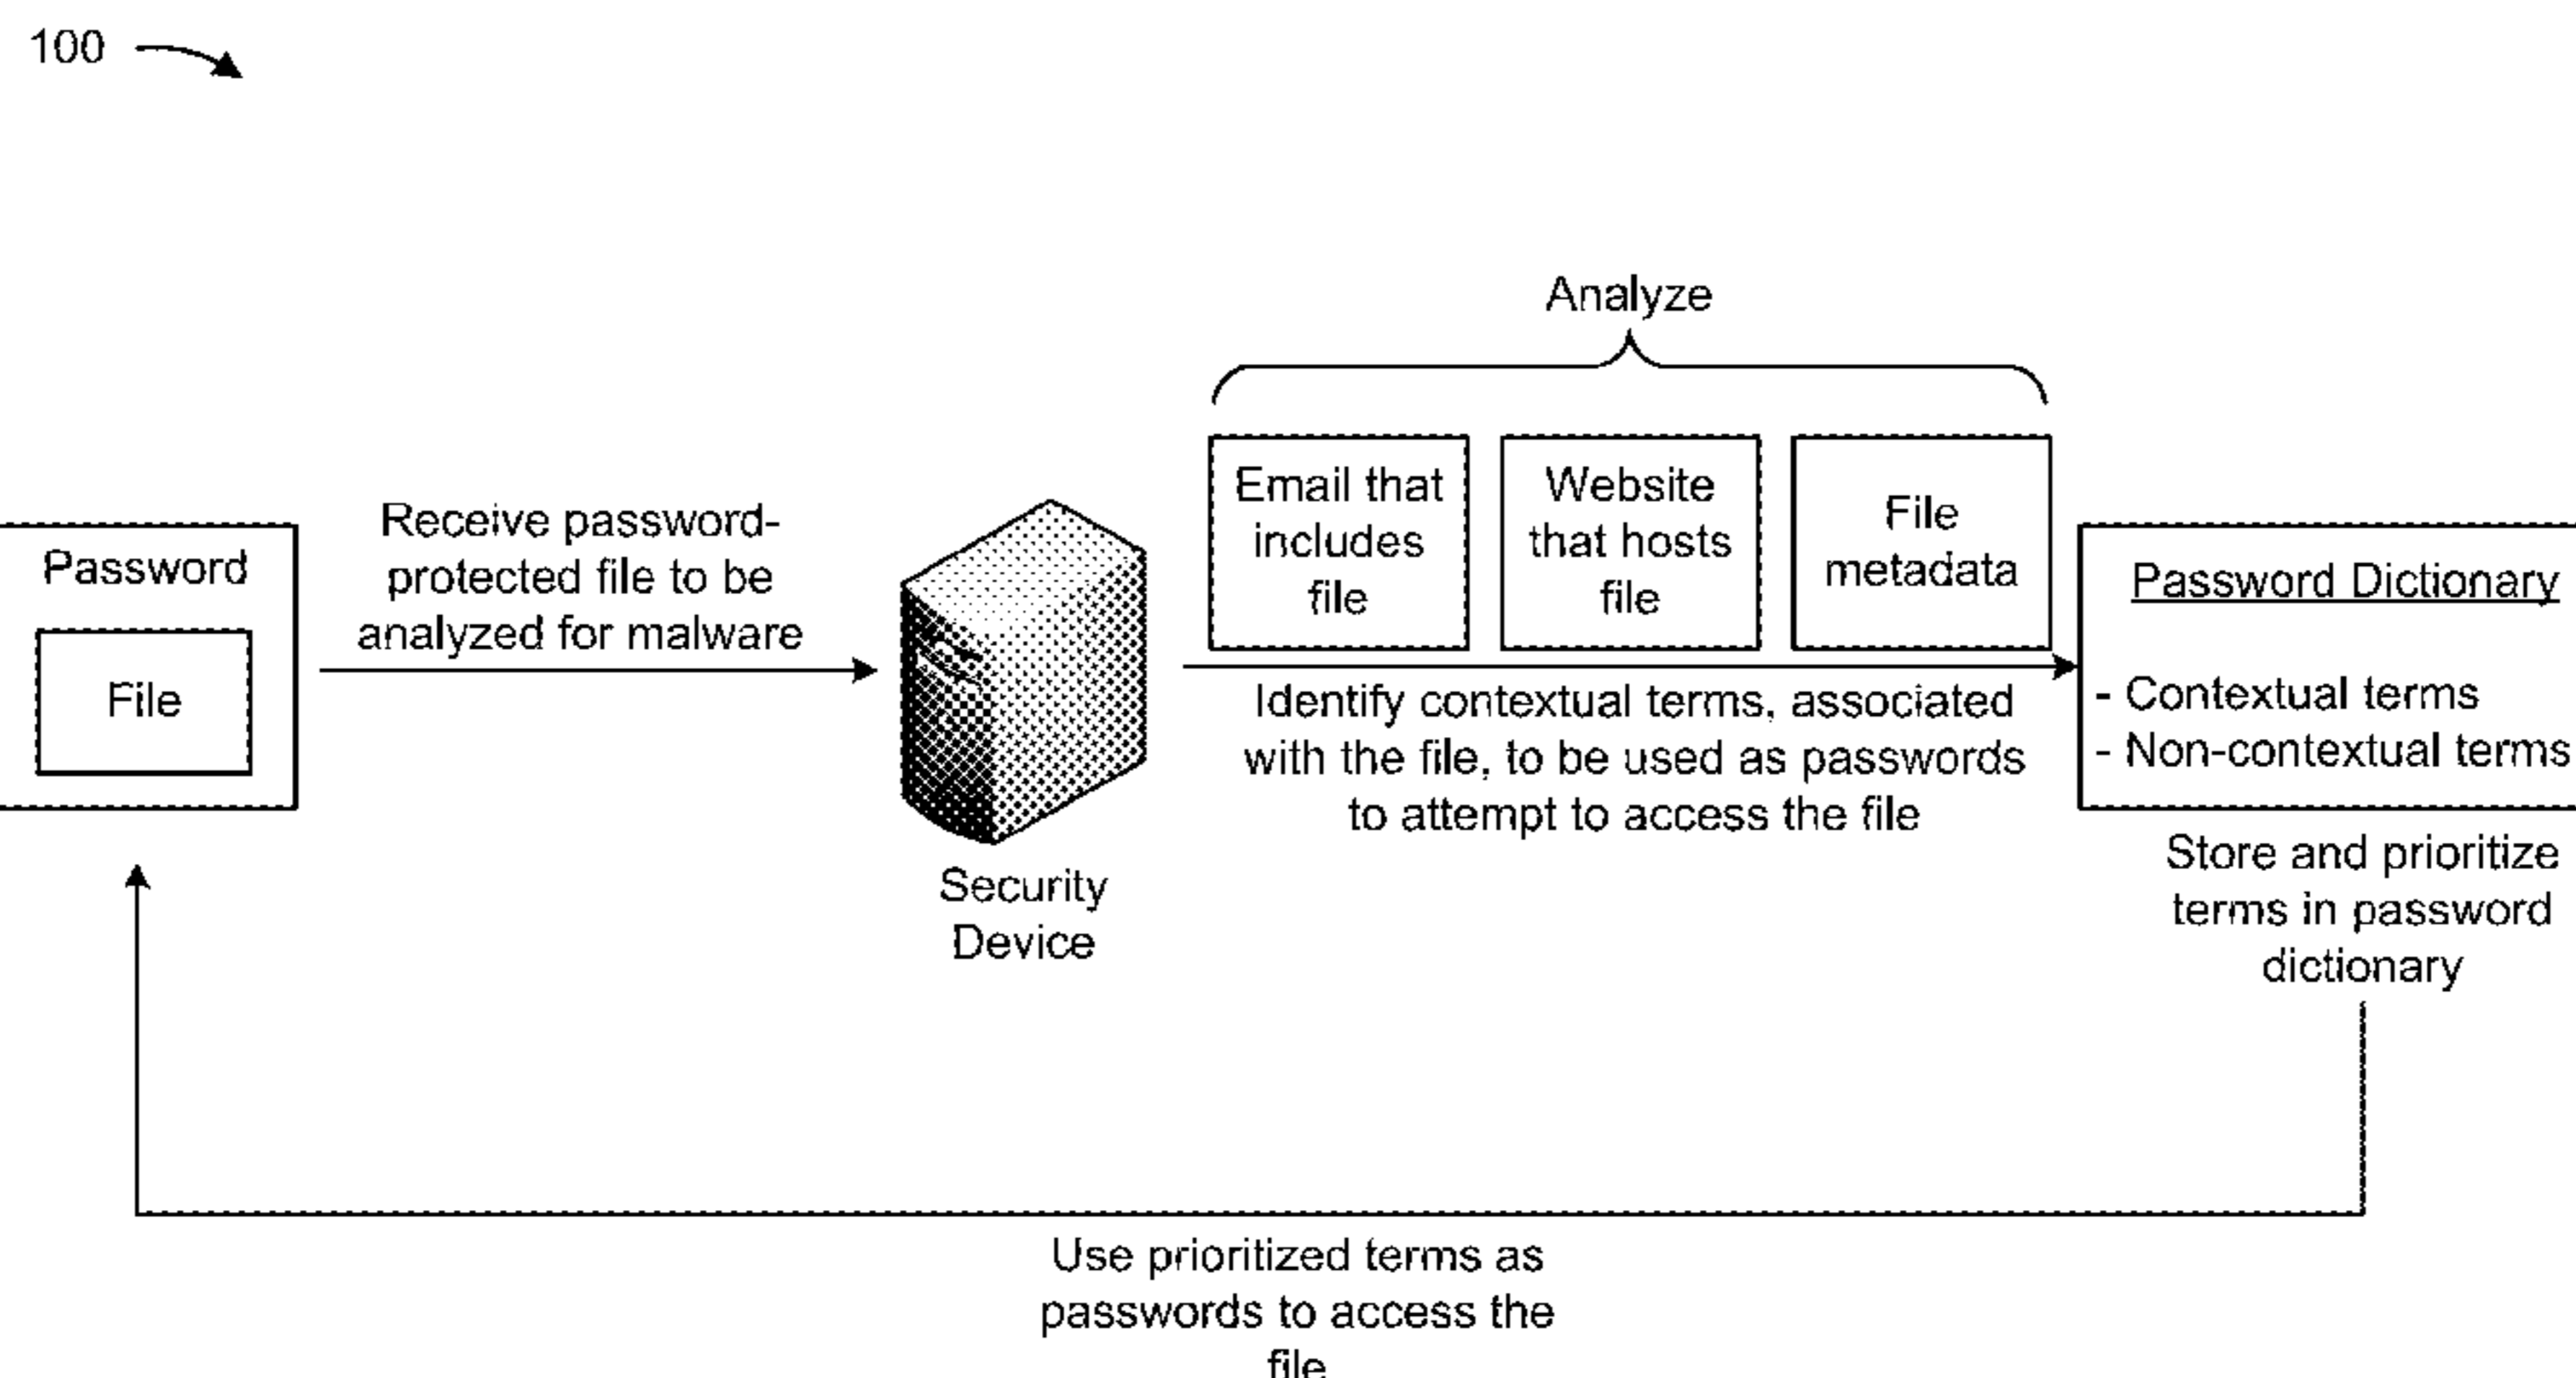 100
Analyze
Password
File
Receive password-
protected file to be
analyzed for malware
Security
Device
Email that
includes
file
Website
that hosts
file
File
metadata
Identify contextual terms, associated
with the file, to be used as passwords
to attempt to access the file
Password Dictionary
- Contextual terms
- Non-contextual terms
Store and prioritize
terms in password
dictionary
Use prioritized terms as
passwords to access the
file